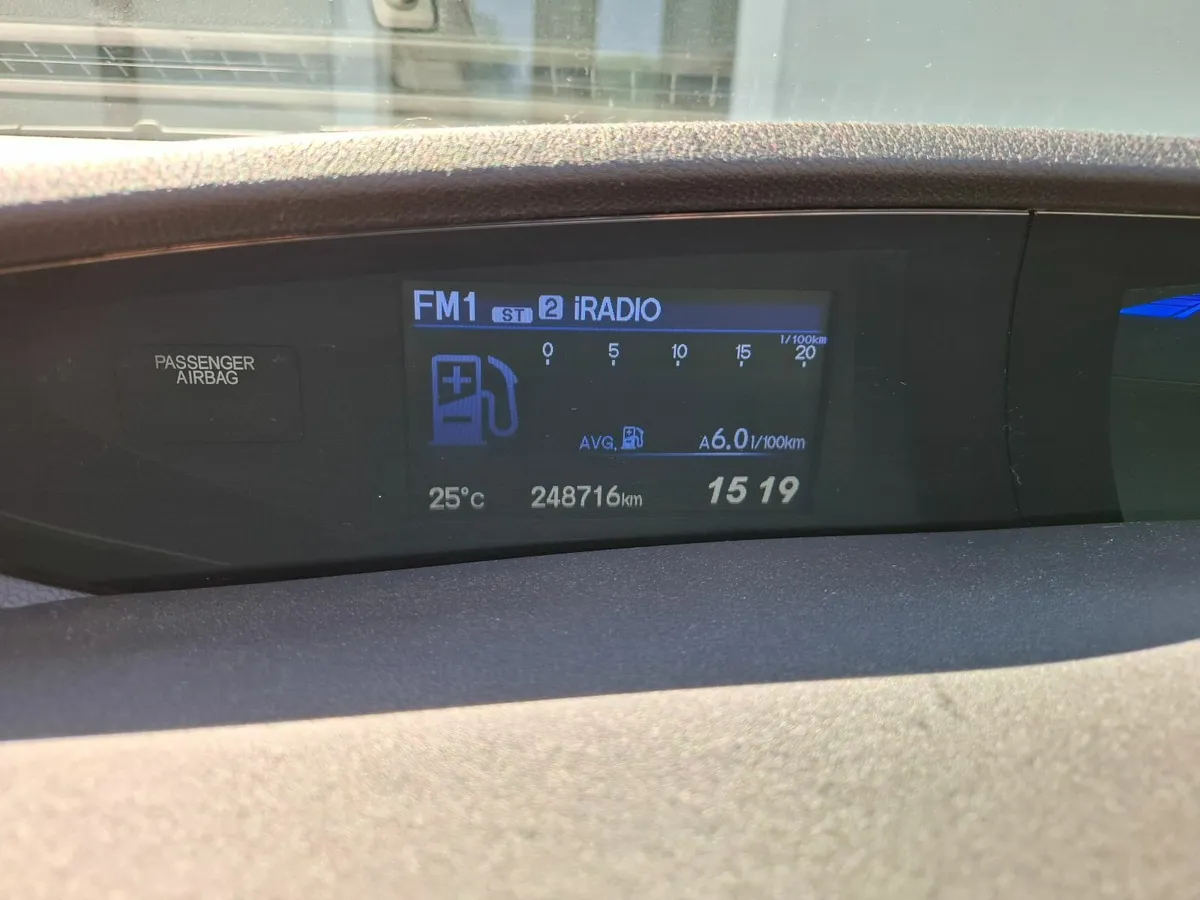 PASSENGER
AIRBAG
FM1 ST 2 iRADIO
l/100km
0 5 10 15 20
AVG. A6.0l/100km
25°C 248716km 15 19